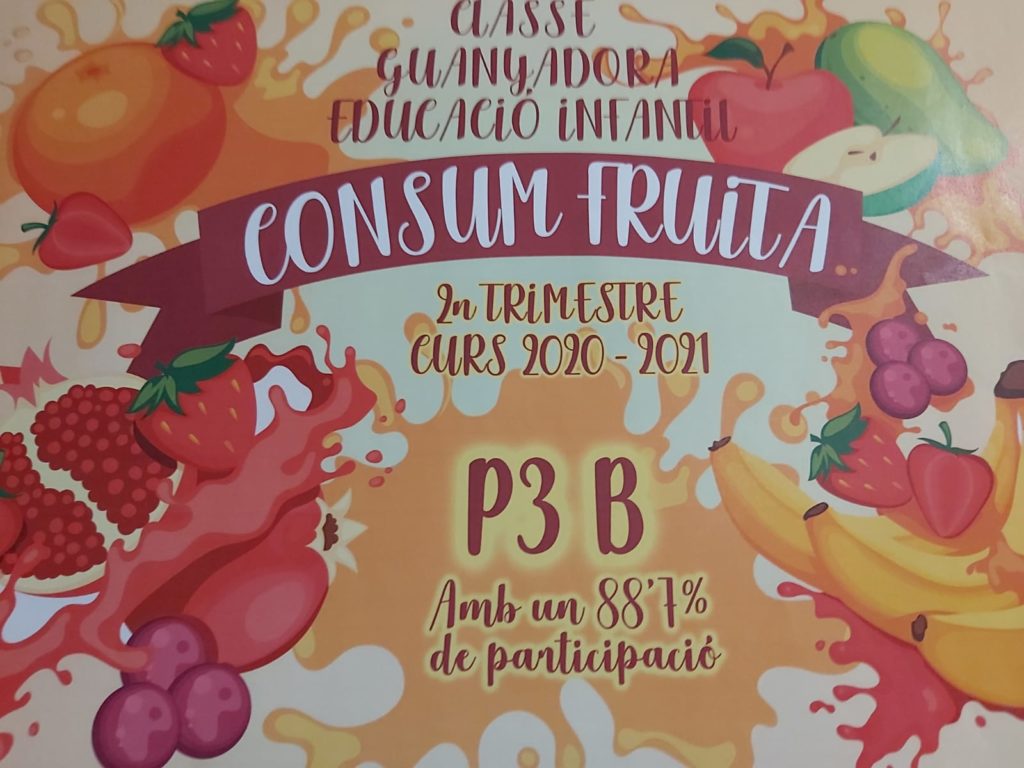 CLASSE
GUANYADORA
EDUCACIÓ INFANTIL
CONSUM FRUITA
2n TRIMESTRE
CURS 2020 - 2021
P3 B
Amb un 88'7%
de participació